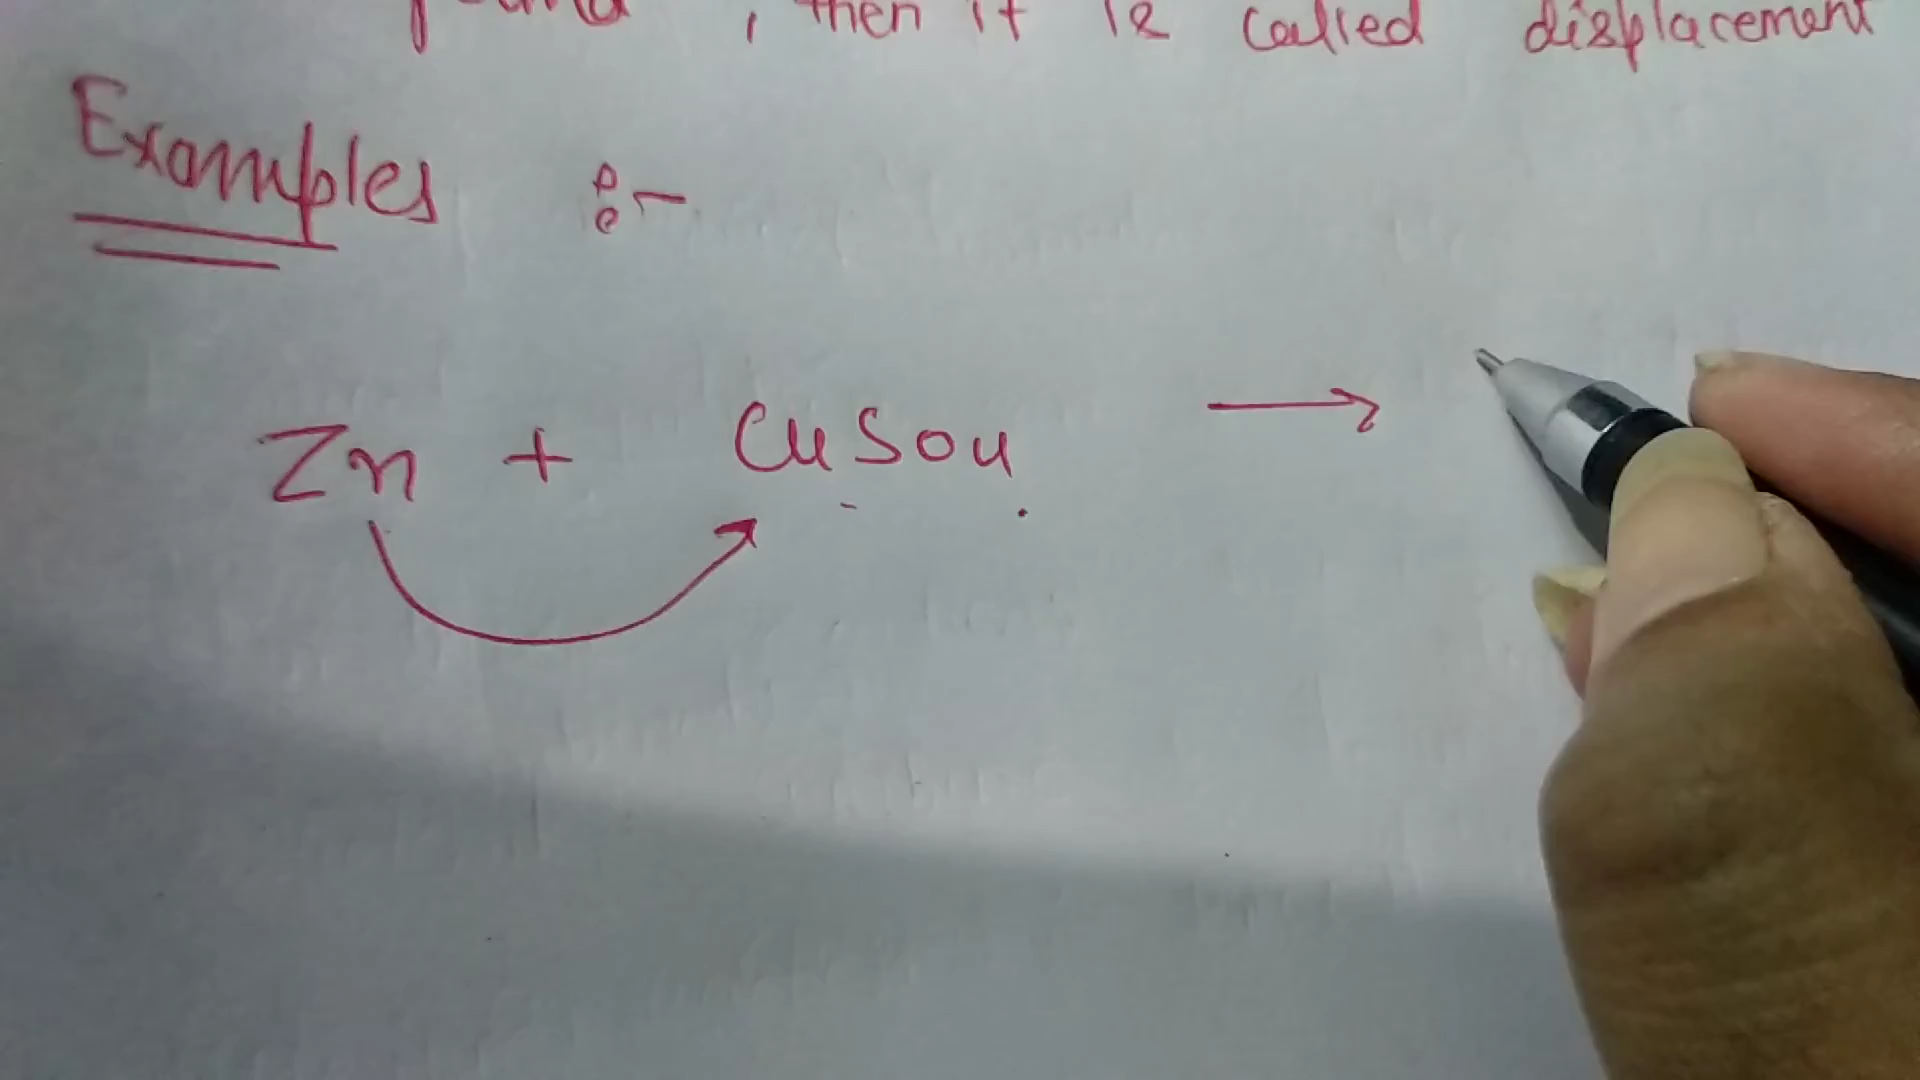 , then it is called displacement
Examples :-
Zn + CuSO4 →